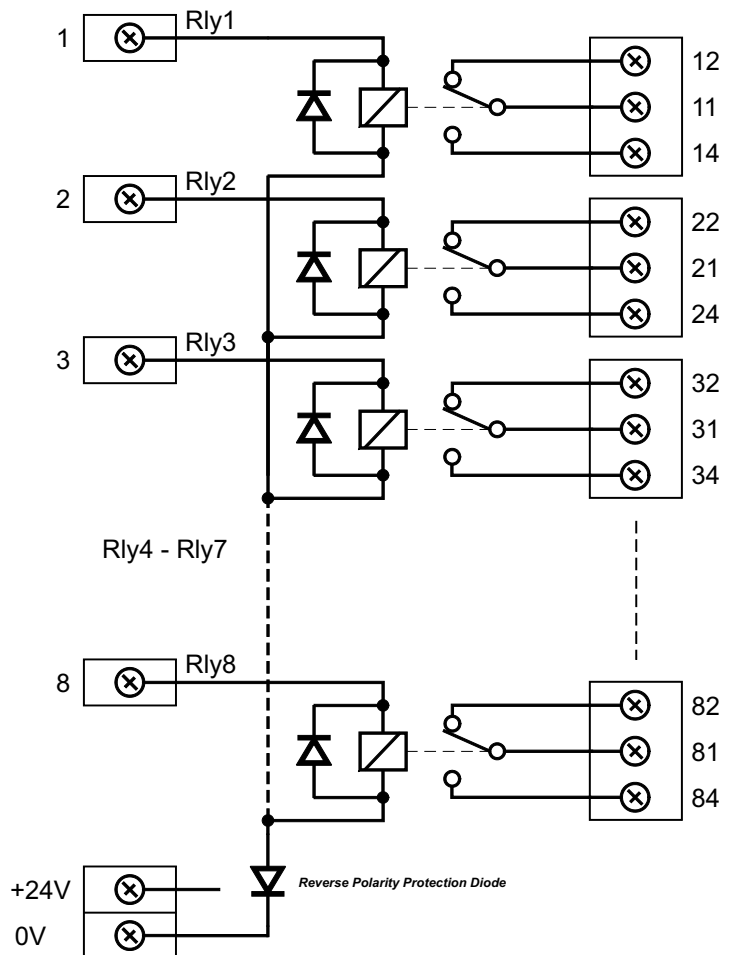 1
Rly1
12
11
14
2
Rly2
22
21
24
3
Rly3
32
31
34
Rly4 - Rly7
8
Rly8
82
81
84
+24V
Reverse Polarity Protection Diode
0V